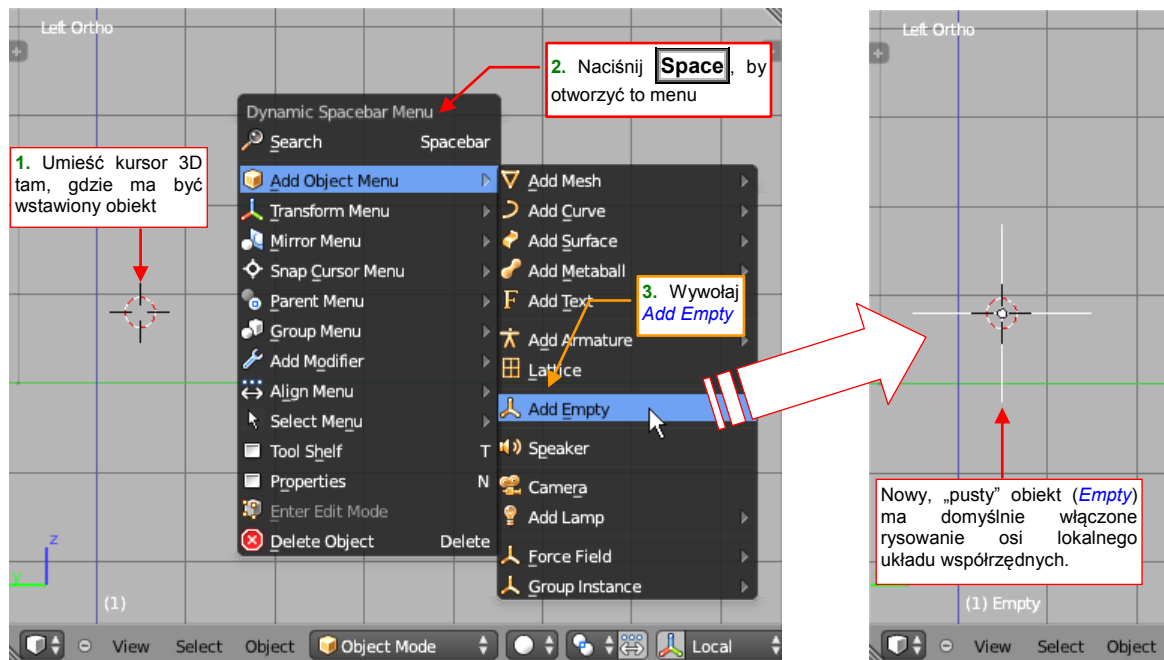 Left Ortho
2. Naciśnij Space, by
otworzyć to menu
1. Umieść kursor 3D
tam, gdzie ma być
wstawiony obiekt
Dynamic Spacebar Menu
Search Spacebar
Add Object Menu
Transform Menu
Mirror Menu
Snap Cursor Menu
Parent Menu
Group Menu
Add Modifier
Align Menu
Select Menu
Tool Shelf T
Properties N
Enter Edit Mode
Delete Object Delete
Add Mesh
Add Curve
Add Surface
Add Metaball
Add Text
Add Armature
Lattice
Add Empty
Speaker
Camera
Add Lamp
Force Field
Group Instance
3. Wywołaj
Add Empty
z
y
(1)
View Select Object Object Mode Local
Left Ortho
Nowy, „pusty” obiekt (Empty)
ma domyślnie włączone
rysowanie osi lokalnego
układu współrzędnych.
(1) Empty
View Select Object